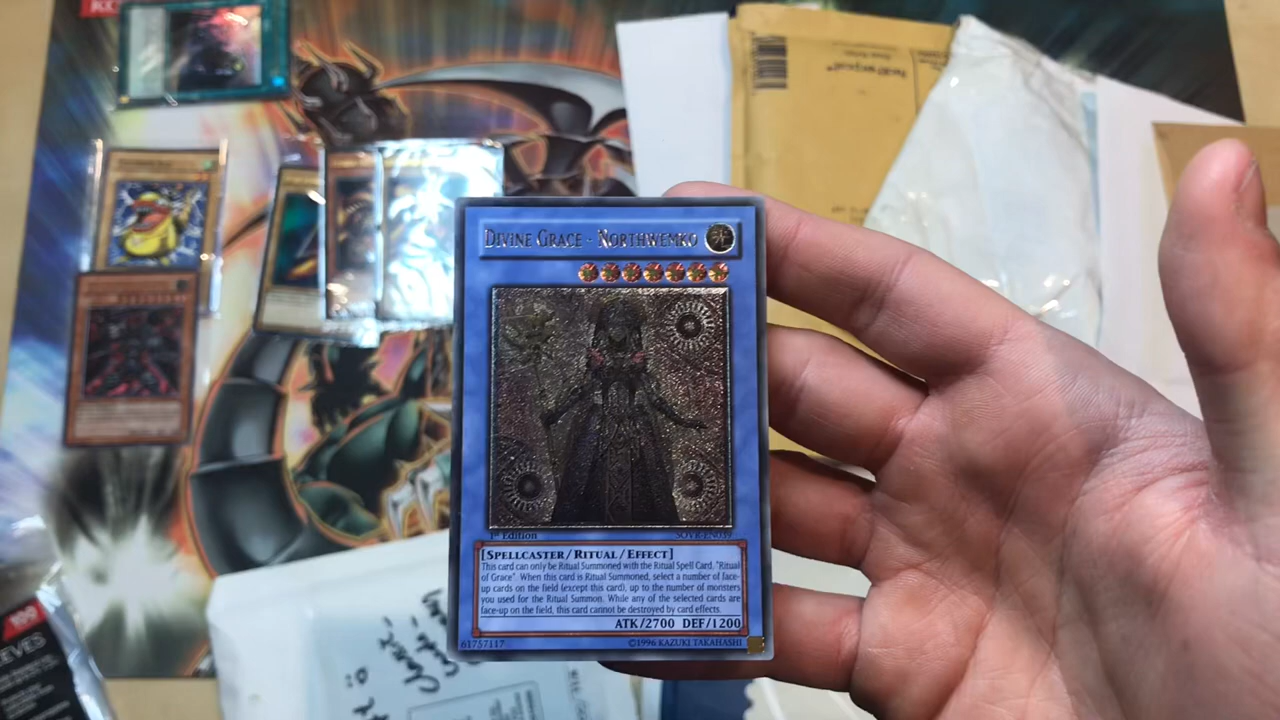 DIVINE GRACE - NORTHWEMKO
1st Edition
SOVR-EN039
[SPELLCASTER/RITUAL/EFFECT]
This card can only be Ritual Summoned with the Ritual Spell Card, "Ritual
of Grace". When this card is Ritual Summoned, select a number of face-
up cards on the field (except this card), up to the number of monsters
you used for the Ritual Summon. While any of the selected cards are
face-up on the field, this card cannot be destroyed by card effects.
ATK/2700 DEF/1200
61757117
©1996 KAZUKI TAKAHASHI
100